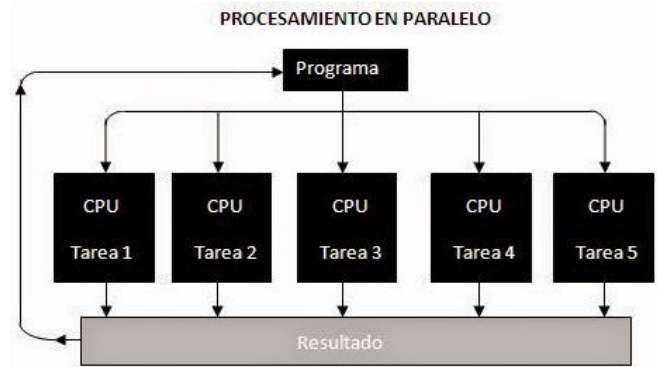 PROCESAMIENTO EN PARALELO
Programa
CPU
Tarea 1
CPU
Tarea 2
CPU
Tarea 3
CPU
Tarea 4
CPU
Tarea 5
Resultado